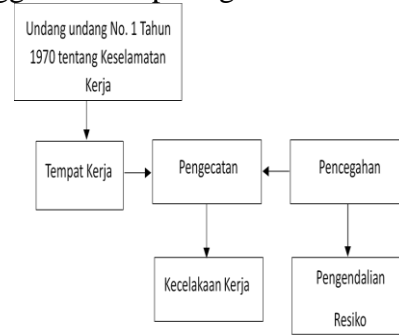 Undang undang No. 1 Tahun
1970 tentang Keselamatan
Kerja
Tempat Kerja
Pengecatan
Pencegahan
Kecelakaan Kerja
Pengendalian
Resiko